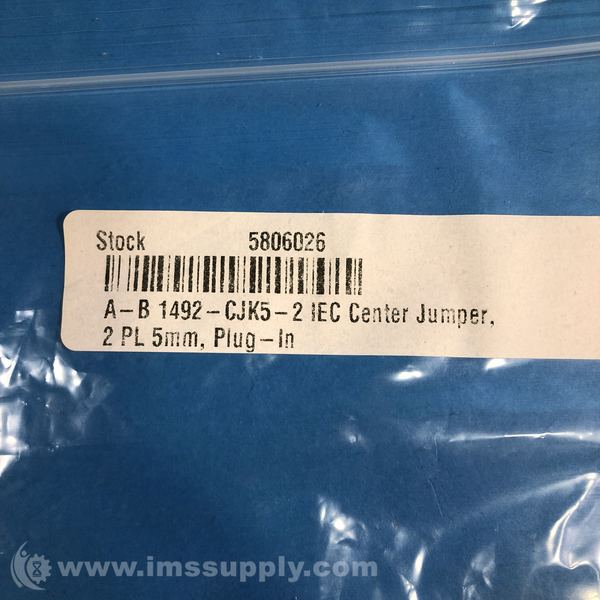 Stock 5806026
A-B 1492-CJK5-2 IEC Center Jumper,
2 PL 5mm, Plug-In
www.imssupply.com